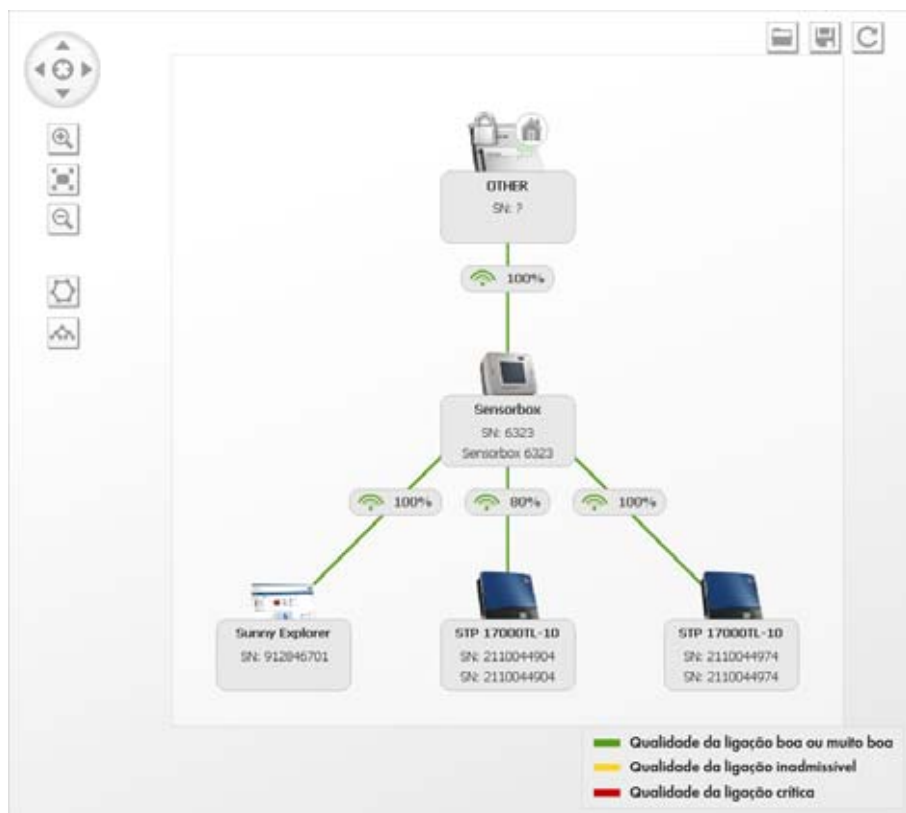 OTHER
SN: ?
100%
Sensorbox
SN: 6323
Sensorbox 6323
100%
80%
100%
Sunny Explorer
SN: 912846701
STP 17000TL-10
SN: 2110044904
SN: 2110044904
STP 17000TL-10
SN: 2110044974
SN: 2110044974
Qualidade da ligação boa ou muito boa
Qualidade da ligação inadmissível
Qualidade da ligação crítica